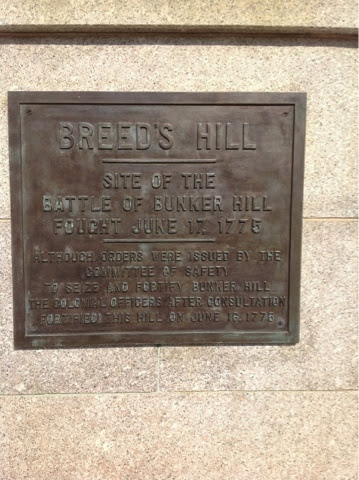 BREED'S HILL
SITE OF THE
BATTLE OF BUNKER HILL
FOUGHT JUNE 17, 1775
ALTHOUGH ORDERS WERE ISSUED BY THE
COMMITTEE OF SAFETY
TO SEIZE AND FORTIFY BUNKER HILL
THE COLONIAL OFFICERS AFTER CONSULTATION
FORTIFIED THIS HILL ON JUNE 16, 1775